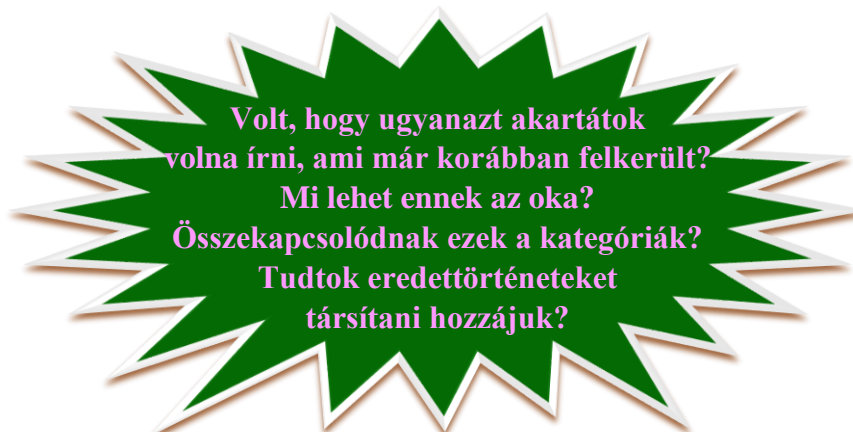 Volt, hogy ugyanazt akartátok
volna írni, ami már korábban felkerült?
Mi lehet ennek az oka?
Összekapcsolódnak ezek a kategóriák?
Tudtok eredettörténeteket
társítani hozzájuk?